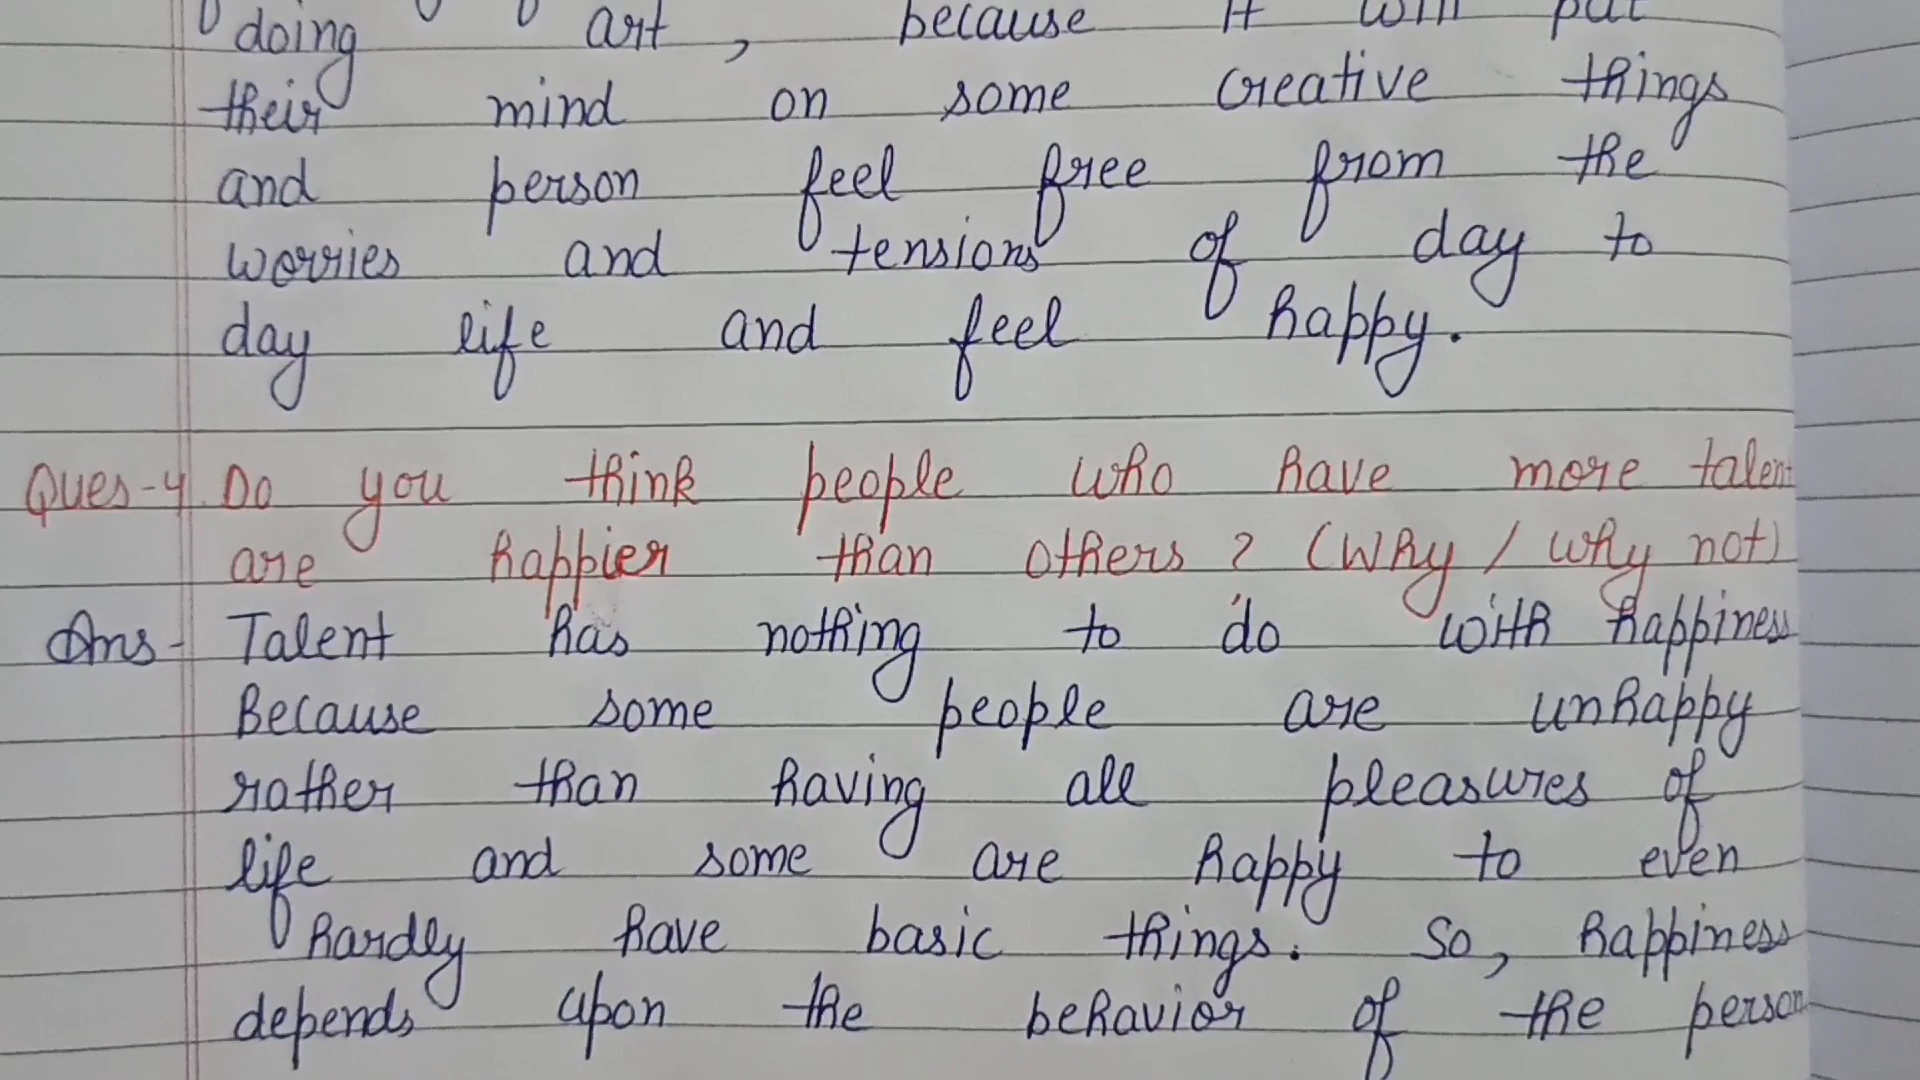 doing art, because it will put
their mind on some creative things
and person feel free from the
worries and tensions of day to
day life and feel happy.
Ques-4. Do you think people who have more talent
are happier than others? (Why / Why not)
Ans- Talent has nothing to do with happiness
Because some people are unhappy
rather than having all pleasures of
life and some are happy to even
hardly have basic things. So, happiness
depends upon the behavior of the person